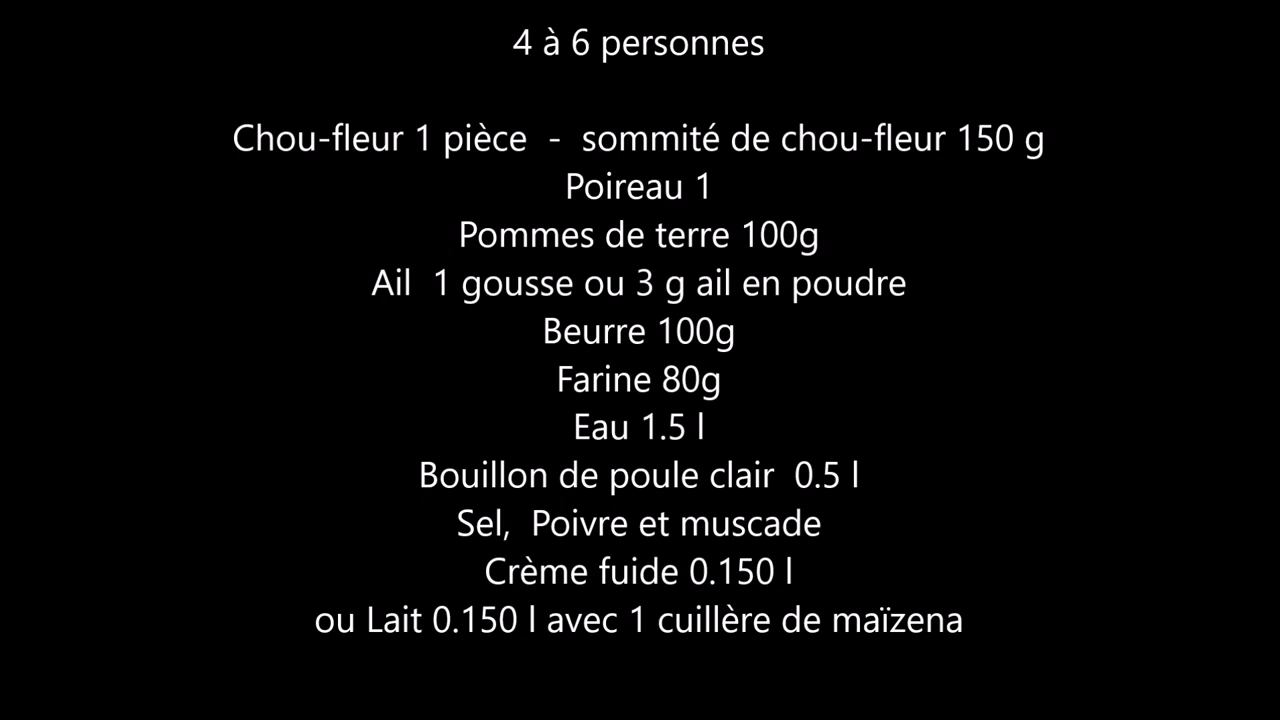 4 à 6 personnes
Chou-fleur 1 pièce - sommité de chou-fleur 150 g
Poireau 1
Pommes de terre 100g
Ail 1 gousse ou 3 g ail en poudre
Beurre 100g
Farine 80g
Eau 1.5 l
Bouillon de poule clair 0.5 l
Sel, Poivre et muscade
Crème fuide 0.150 l
ou Lait 0.150 l avec 1 cuillère de maïzena